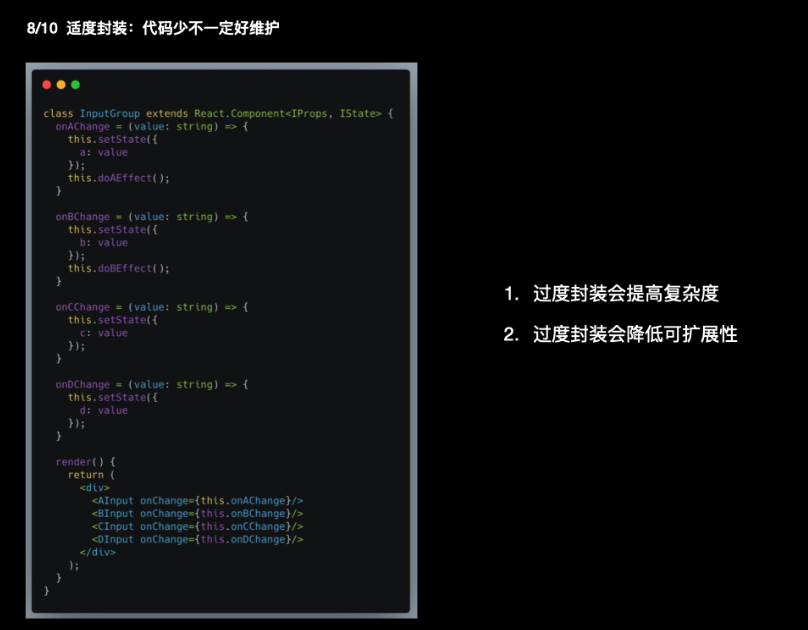 8/10 适度封装：代码少不一定好维护
class InputGroup extends React.Component<IProps, IState> {
  onAChange = (value: string) => {
    this.setState({
      a: value
    });
    this.doAEffect();
  }
  onBChange = (value: string) => {
    this.setState({
      b: value
    });
    this.doBEffect();
  }
  onCChange = (value: string) => {
    this.setState({
      c: value
    });
  }
  onDChange = (value: string) => {
    this.setState({
      d: value
    });
  }
  render() {
    return (
      <div>
        <AInput onChange={this.onAChange}/>
        <BInput onChange={this.onBChange}/>
        <CInput onChange={this.onCChange}/>
        <DInput onChange={this.onDChange}/>
      </div>
    );
  }
}
1. 过度封装会提高复杂度
2. 过度封装会降低可扩展性